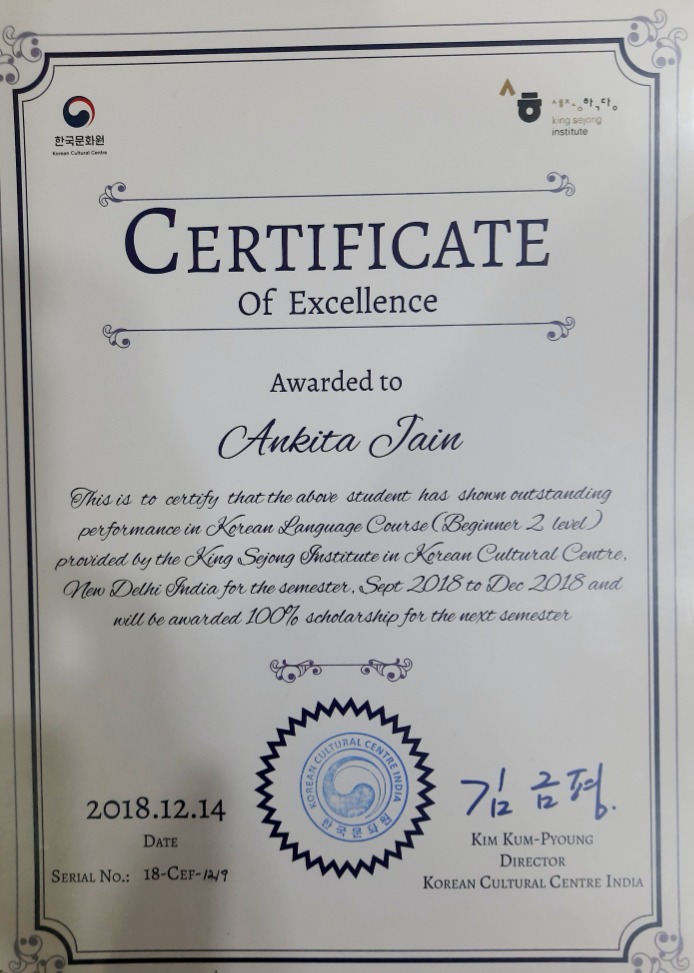 한국문화원
Korean Cultural Centre
세종학당
king sejong
institute
CERTIFICATE
Of Excellence
Awarded to
Ankita Jain
This is to certify that the above student has shown outstanding
performance in Korean Language Course (Beginner 2 level)
provided by the King Sejong Institute in Korean Cultural Centre,
New Delhi India for the semester, Sept 2018 to Dec 2018 and
will be awarded 100% scholarship for the next semester
KOREAN CULTURAL CENTRE INDIA
한국문화원
2018.12.14
DATE
SERIAL NO.: 18-CEF-1219
김금평.
KIM KUM-PYOUNG
DIRECTOR
KOREAN CULTURAL CENTRE INDIA